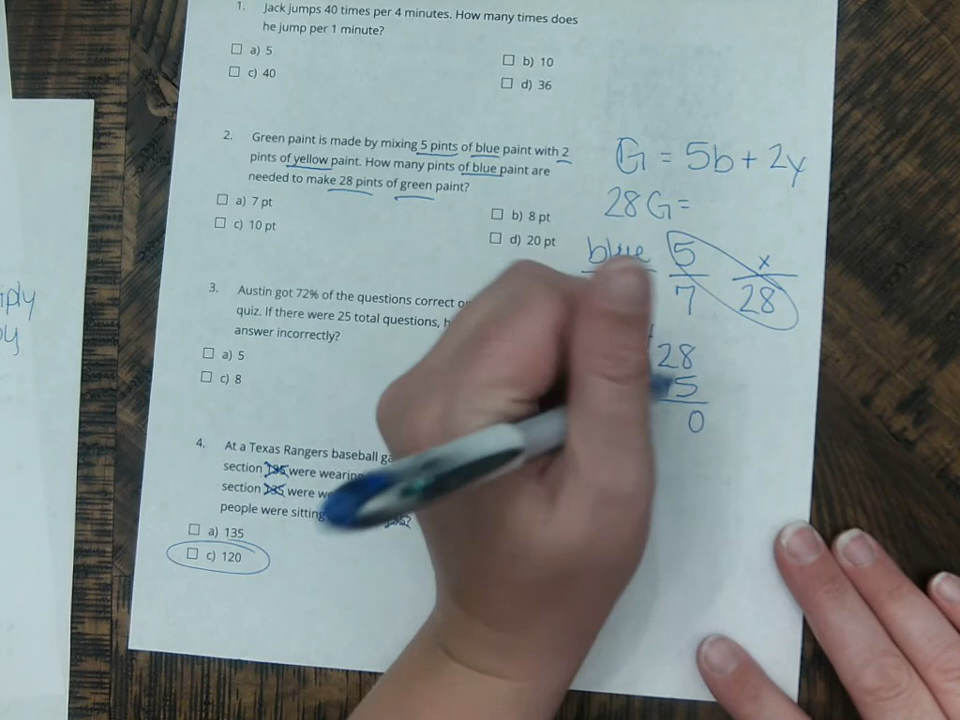 1. Jack jumps 40 times per 4 minutes. How many times does
he jump per 1 minute?
a) 5
b) 10
c) 40
d) 36
2. Green paint is made by mixing 5 pints of blue paint with 2
pints of yellow paint. How many pints of blue paint are
needed to make 28 pints of green paint?
a) 7 pt
b) 8 pt
c) 10 pt
d) 20 pt
G = 5b + 2y
28 G =
blue 5 x
7 28
28
5
0
3. Austin got 72% of the questions correct
quiz. If there were 25 total questions,
answer incorrectly?
a) 5
c) 8
4. At a Texas Rangers baseball
section were wearing
section were
people were sitting
a) 135
c) 120